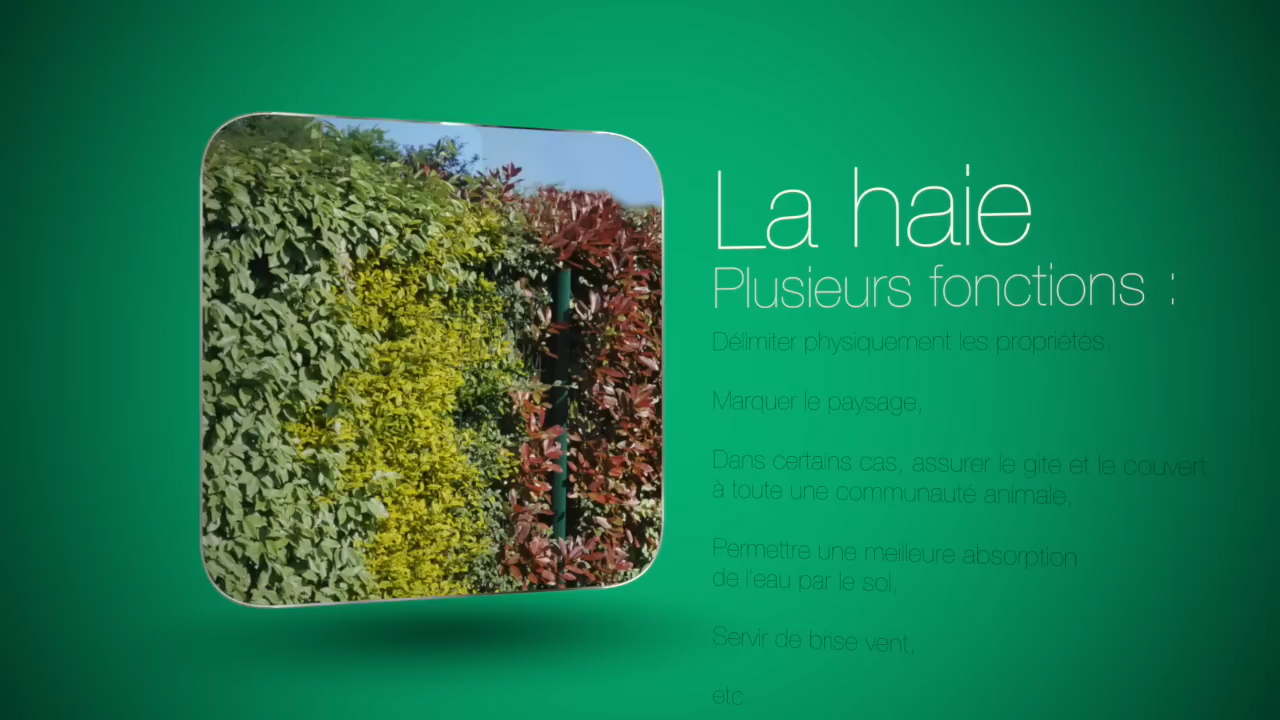 La haie
Plusieurs fonctions :
Délimiter physiquement les propriétés,
Marquer le paysage,
Dans certains cas, assurer le gite et le couvert
à toute une communauté animale,
Permettre une meilleure absorption
de l'eau par le sol,
Servir de brise vent,
etc.